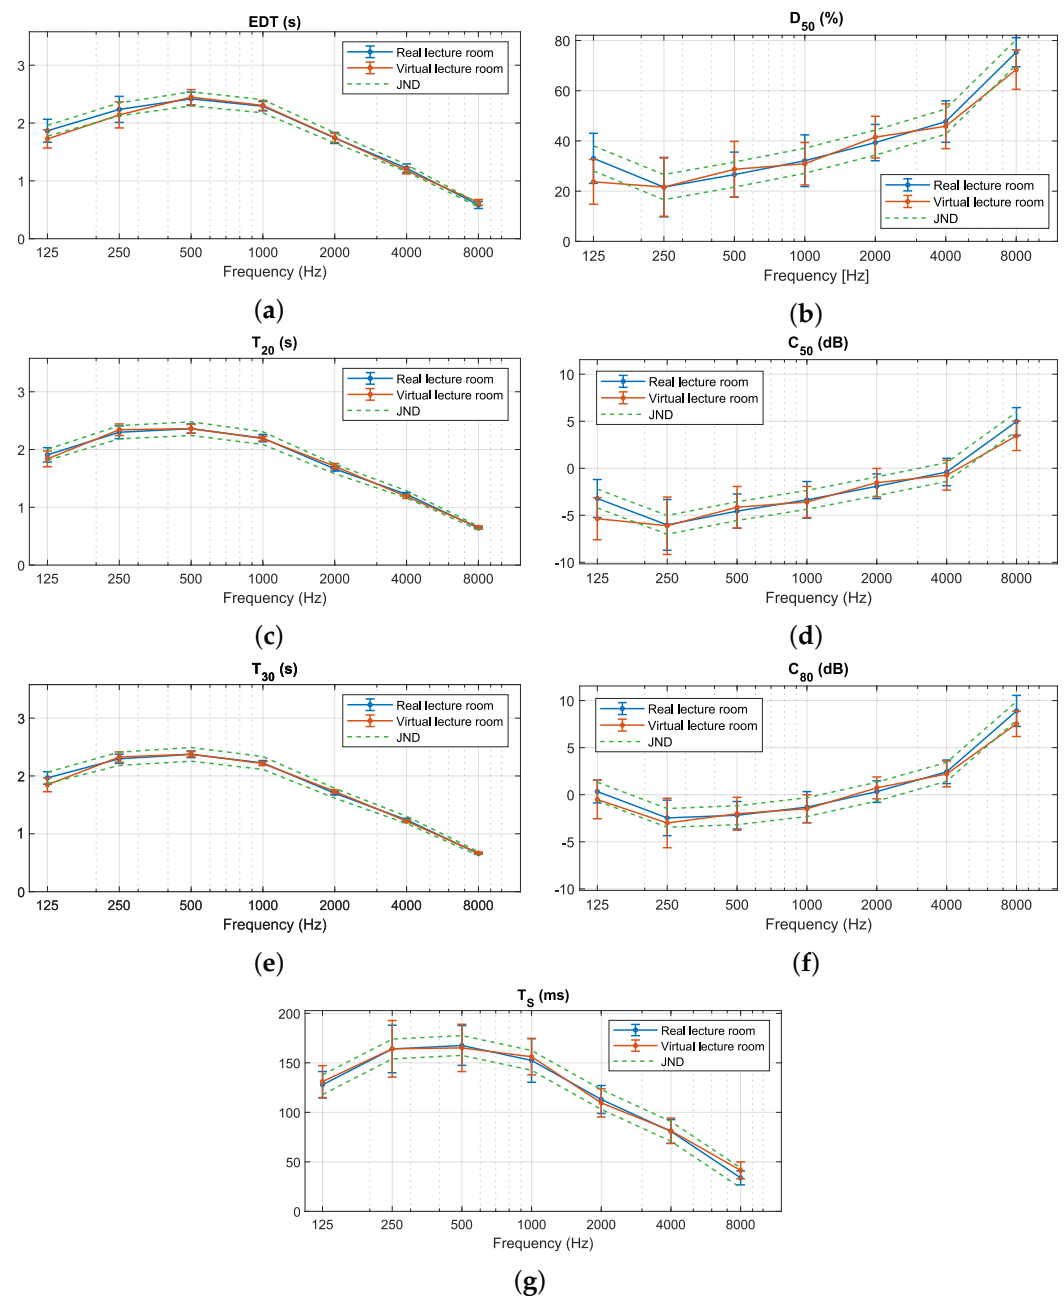 EDT (s)
3
2
1
0
Real lecture room
Virtual lecture room
JND
125 250 500 1000 2000 4000 8000
Frequency (Hz)
(a)
D50 (%)
80
60
40
20
0
Real lecture room
Virtual lecture room
JND
125 250 500 1000 2000 4000 8000
Frequency [Hz]
(b)
T20 (s)
3
2
1
0
Real lecture room
Virtual lecture room
JND
125 250 500 1000 2000 4000 8000
Frequency (Hz)
(c)
C50 (dB)
10
5
0
-5
-10
Real lecture room
Virtual lecture room
JND
125 250 500 1000 2000 4000 8000
Frequency (Hz)
(d)
T30 (s)
3
2
1
0
Real lecture room
Virtual lecture room
JND
125 250 500 1000 2000 4000 8000
Frequency (Hz)
(e)
C80 (dB)
10
5
0
-5
-10
Real lecture room
Virtual lecture room
JND
125 250 500 1000 2000 4000 8000
Frequency (Hz)
(f)
TS (ms)
200
150
100
50
0
Real lecture room
Virtual lecture room
JND
125 250 500 1000 2000 4000 8000
Frequency (Hz)
(g)